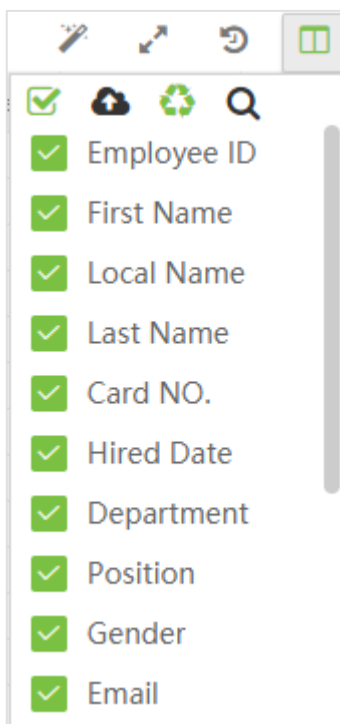 Employee ID
First Name
Local Name
Last Name
Card NO.
Hired Date
Department
Position
Gender
Email